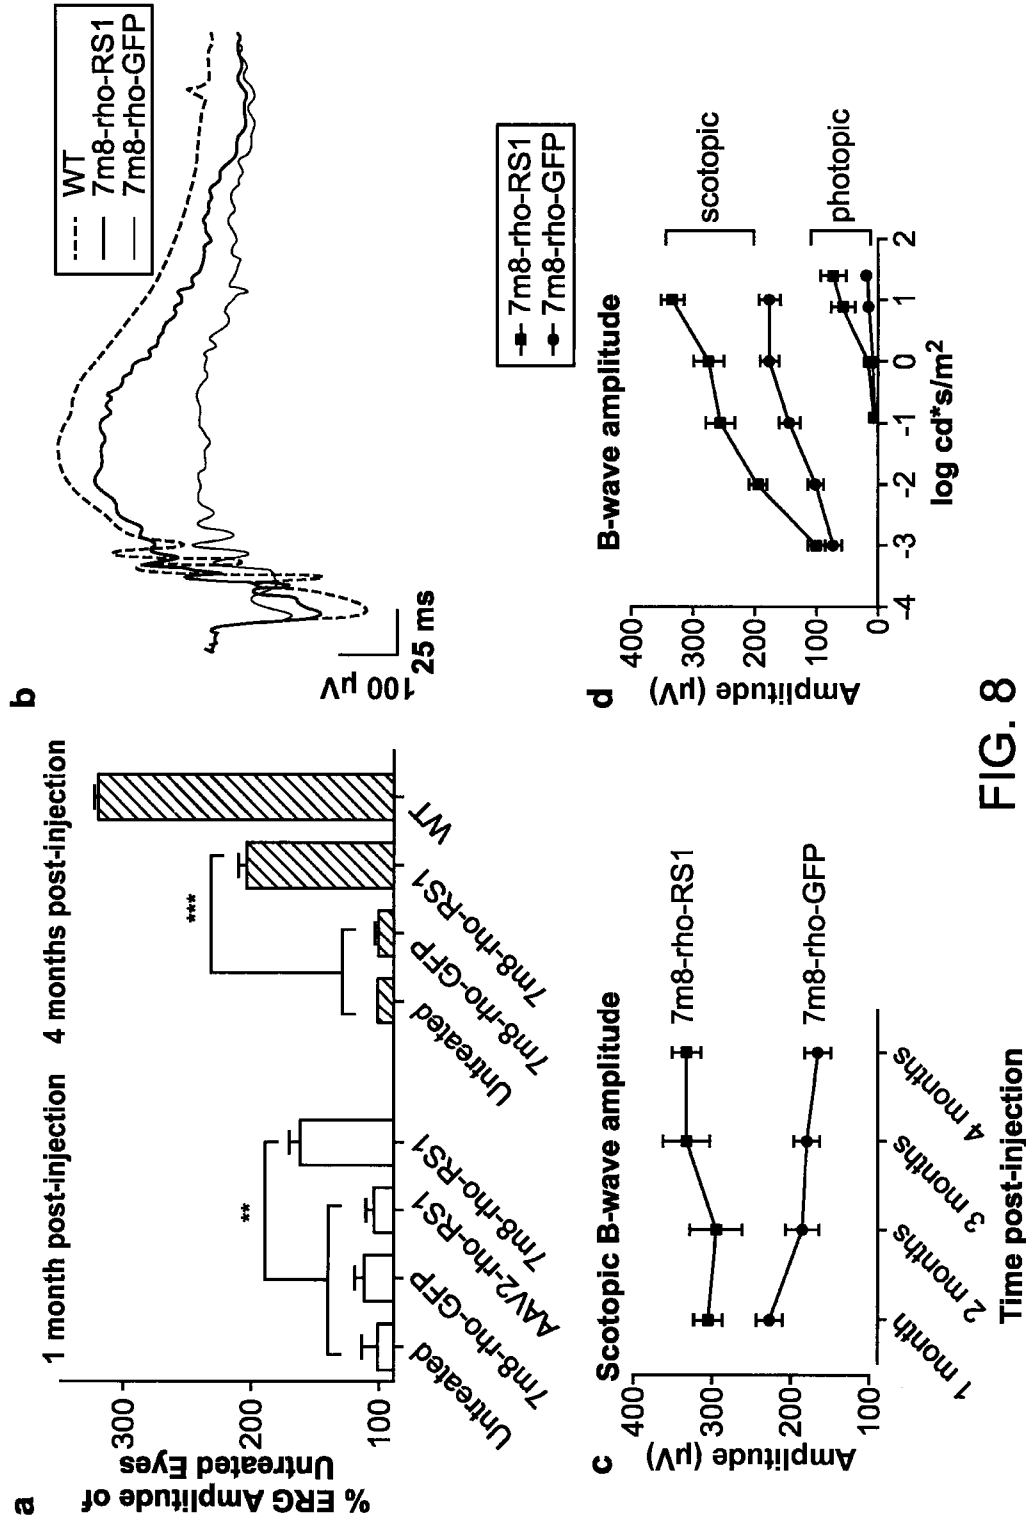 a
1 month post-injection 4 months post-injection
% ERG Amplitude of
Untreated Eyes
300
200
100
**
***
Untreated
7m8-rho-GFP
AAV2-rho-RS1
7m8-rho-RS1
Untreated
7m8-rho-GFP
7m8-rho-RS1
WT
b
WT
7m8-rho-RS1
7m8-rho-GFP
100 µV
25 ms
c
Scotopic B-wave amplitude
Amplitude (µV)
400
300
200
100
7m8-rho-RS1
7m8-rho-GFP
1 month
2 months
3 months
4 months
Time post-injection
d
B-wave amplitude
7m8-rho-RS1
7m8-rho-GFP
Amplitude (µV)
400
300
200
100
0
scotopic
photopic
-4 -3 -2 -1 0 1 2
log cd*s/m²
FIG. 8